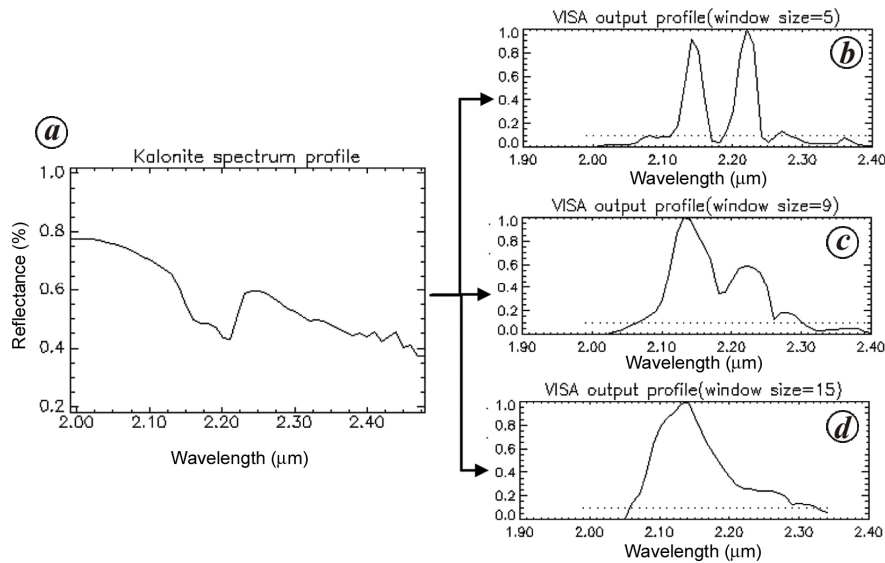 a
Kalonite spectrum profile
1.0
0.8
0.6
0.4
0.2
Reflectance (%)
2.00 2.10 2.20 2.30 2.40
Wavelength (μm)
VISA output profile(window size=5)
b
1.0
0.8
0.6
0.4
0.2
0.0
1.90 2.00 2.10 2.20 2.30 2.40
Wavelength (μm)
VISA output profile(window size=9)
c
1.0
0.8
0.6
0.4
0.2
0.0
1.90 2.00 2.10 2.20 2.30 2.40
Wavelength (μm)
VISA output profile(window size=15)
d
1.0
0.8
0.6
0.4
0.2
0.0
1.90 2.00 2.10 2.20 2.30 2.40
Wavelength (μm)